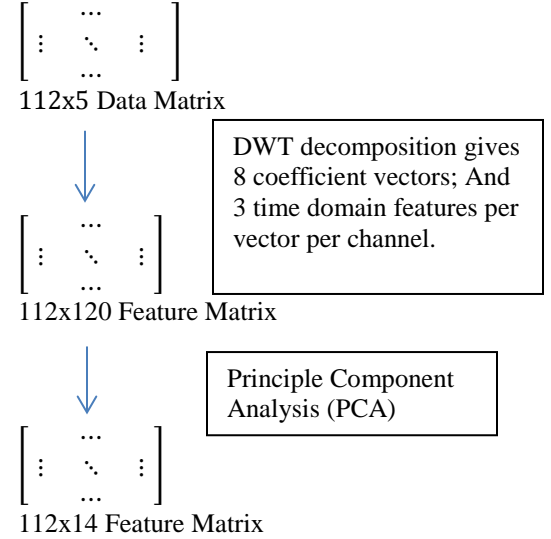 …
⋮ ⋱ ⋮
…
112x5 Data Matrix
DWT decomposition gives
8 coefficient vectors; And
3 time domain features per
vector per channel.
…
⋮ ⋱ ⋮
…
112x120 Feature Matrix
Principle Component
Analysis (PCA)
…
⋮ ⋱ ⋮
…
112x14 Feature Matrix